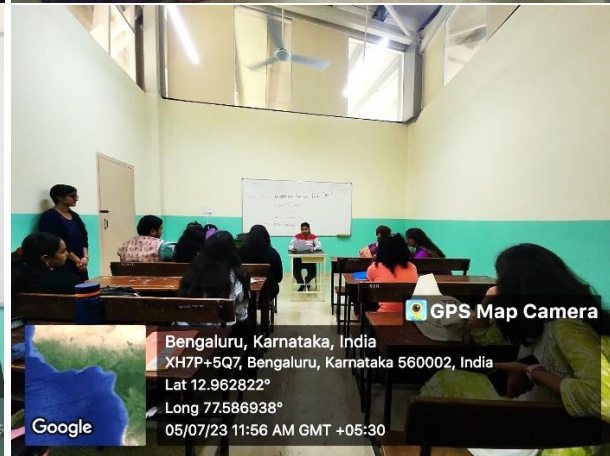 GPS Map Camera
Bengaluru, Karnataka, India
XH7P+5Q7, Bengaluru, Karnataka 560002, India
Lat 12.962822°
Long 77.586938°
05/07/23 11:56 AM GMT +05:30
Google